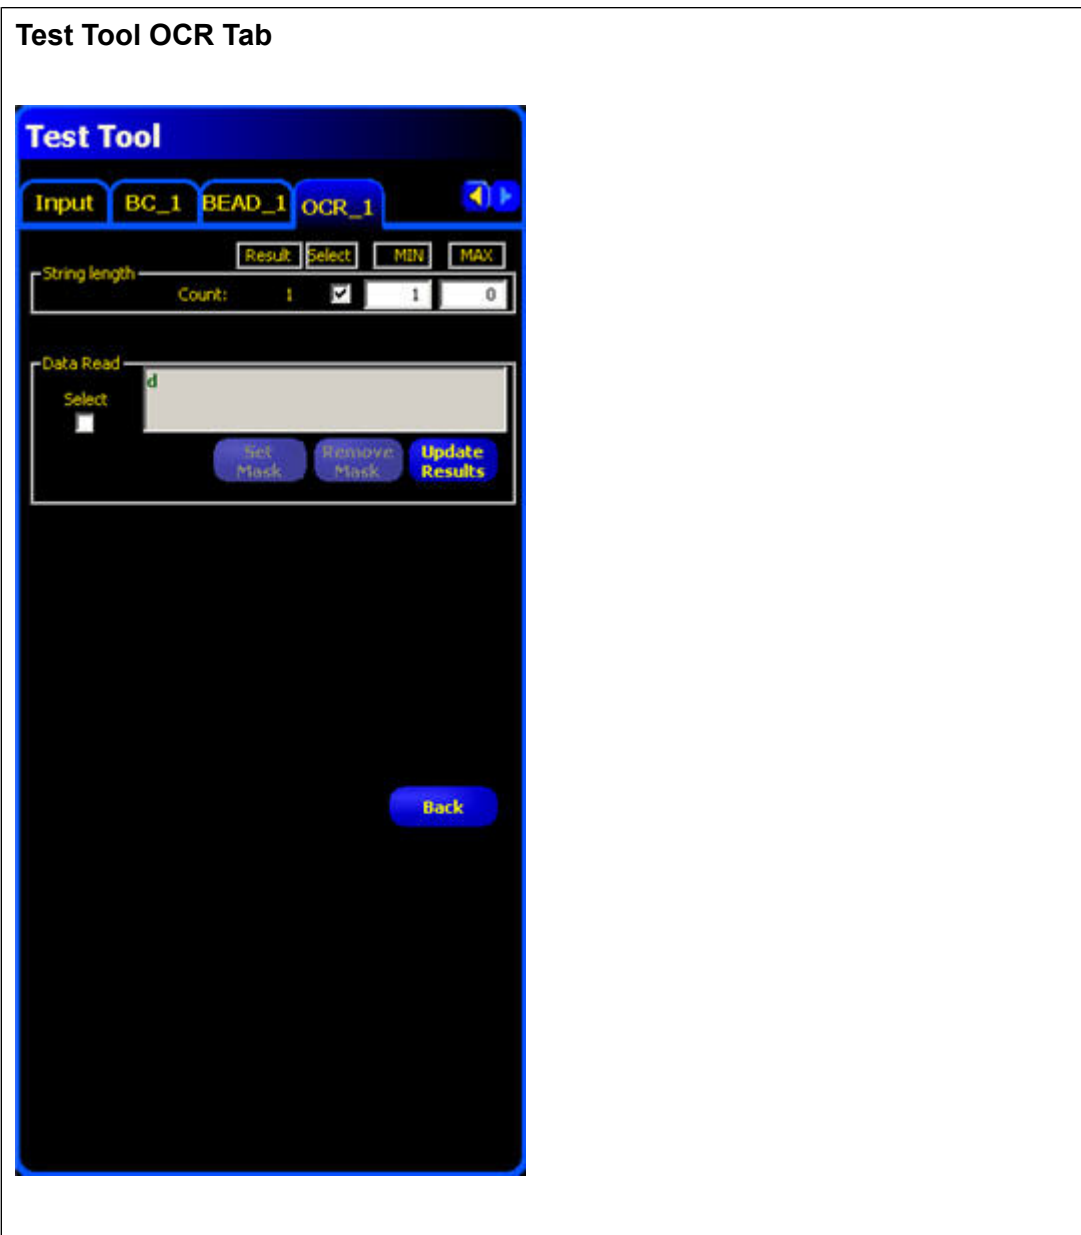 Test Tool OCR Tab
Test Tool
Input BC_1 BEAD_1 OCR_1
Result Select MIN MAX
String length
Count: 1 1 0
Data Read
d
Select
Set Mask
Remove Mask
Update Results
Back